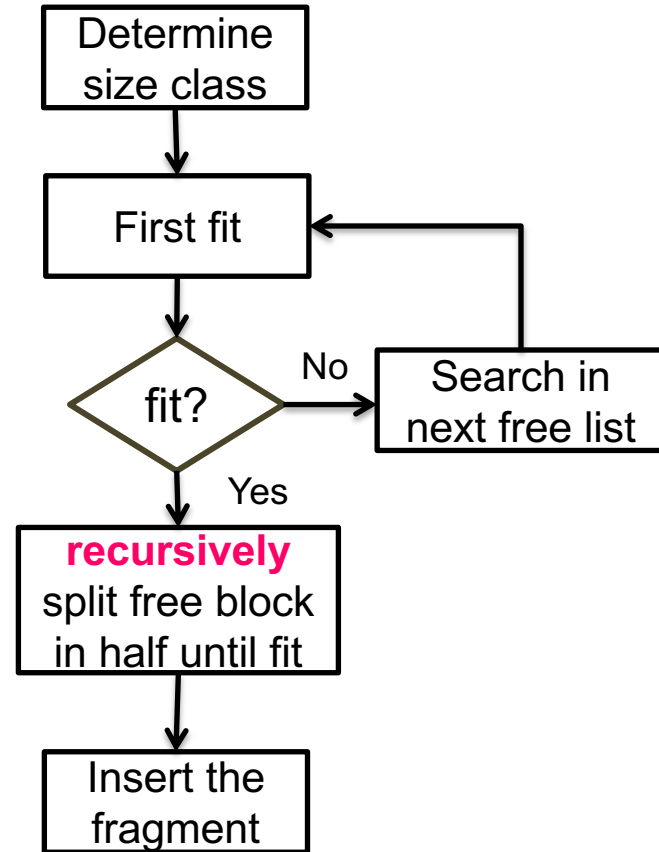 Determine
size class
First fit
fit?
No
Search in
next free list
Yes
recursively
split free block
in half until fit
Insert the
fragment